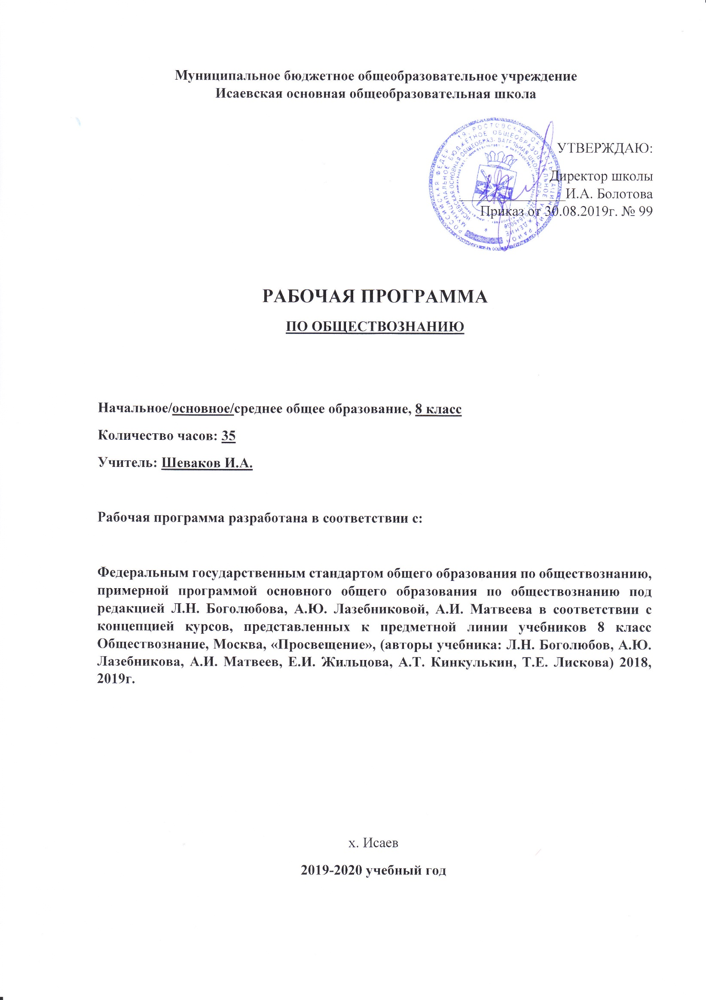 Муниципальное бюджетное общеобразовательное учреждение
Исаевская основная общеобразовательная школа
УТВЕРЖДАЮ:
Директор школы
И.А. Болотова
Приказ от 30.08.2019г. № 99
РАБОЧАЯ ПРОГРАММА
ПО ОБЩЕСТВОЗНАНИЮ
Начальное/основное/среднее общее образование, 8 класс
Количество часов: 35
Учитель: Шеваков И.А.
Рабочая программа разработана в соответствии с:
Федеральным государственным стандартом общего образования по обществознанию,
примерной программой основного общего образования по обществознанию под
редакцией Л.Н. Боголюбова, А.Ю. Лазебниковой, А.И. Матвеева в соответствии с
концепцией курсов, представленных к предметной линии учебников 8 класс
Обществознание, Москва, «Просвещение», (авторы учебника: Л.Н. Боголюбов, А.Ю.
Лазебникова, А.И. Матвеев, Е.И. Жильцова, А.Т. Кинкулькин, Т.Е. Лискова) 2018,
2019г.
х. Исаев
2019-2020 учебный год